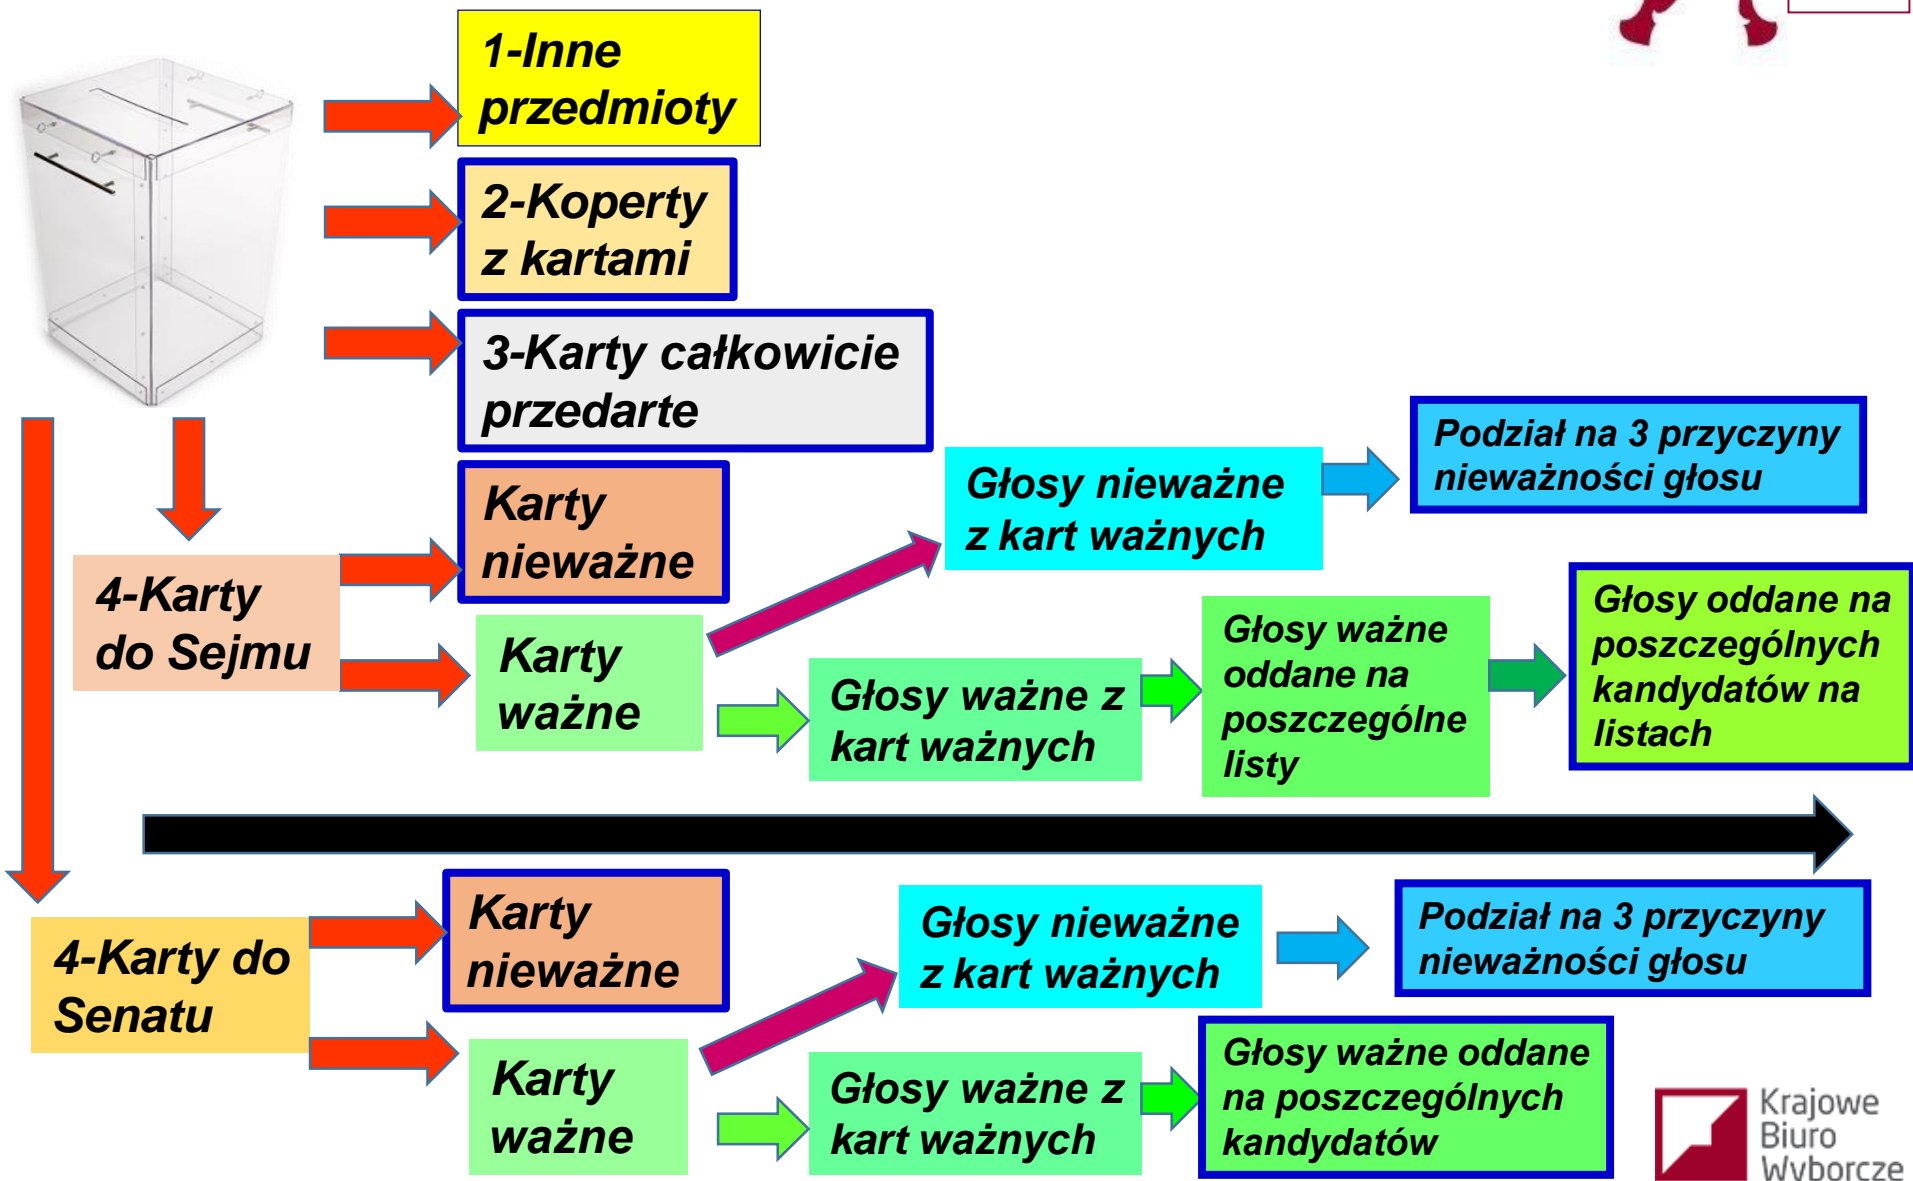 1-Inne
przedmioty
2-Koperty
z kartami
3-Karty całkowicie
przedarte
4-Karty
do Sejmu
Karty
nieważne
Karty
ważne
Głosy nieważne
z kart ważnych
Podział na 3 przyczyny
nieważności głosu
Głosy ważne z
kart ważnych
Głosy ważne
oddane na
poszczególne
listy
Głosy oddane na
poszczególnych
kandydatów na
listach
4-Karty do
Senatu
Karty
nieważne
Karty
ważne
Głosy nieważne
z kart ważnych
Podział na 3 przyczyny
nieważności głosu
Głosy ważne z
kart ważnych
Głosy ważne oddane
na poszczególnych
kandydatów
Krajowe
Biuro
Wyborcze